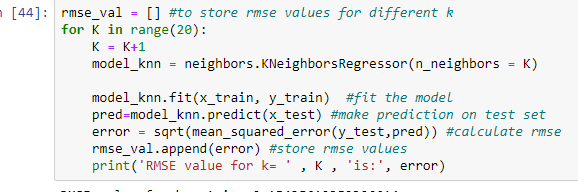 [44]: rmse_val = [] #to store rmse values for different k
for K in range(20):
K = K+1
model_knn = neighbors.KNeighborsRegressor(n_neighbors = K)
model_knn.fit(x_train, y_train)  #fit the model
pred=model_knn.predict(x_test) #make prediction on test set
error = sqrt(mean_squared_error(y_test,pred)) #calculate rmse
rmse_val.append(error) #store rmse values
print('RMSE value for k= ' , K , 'is:', error)